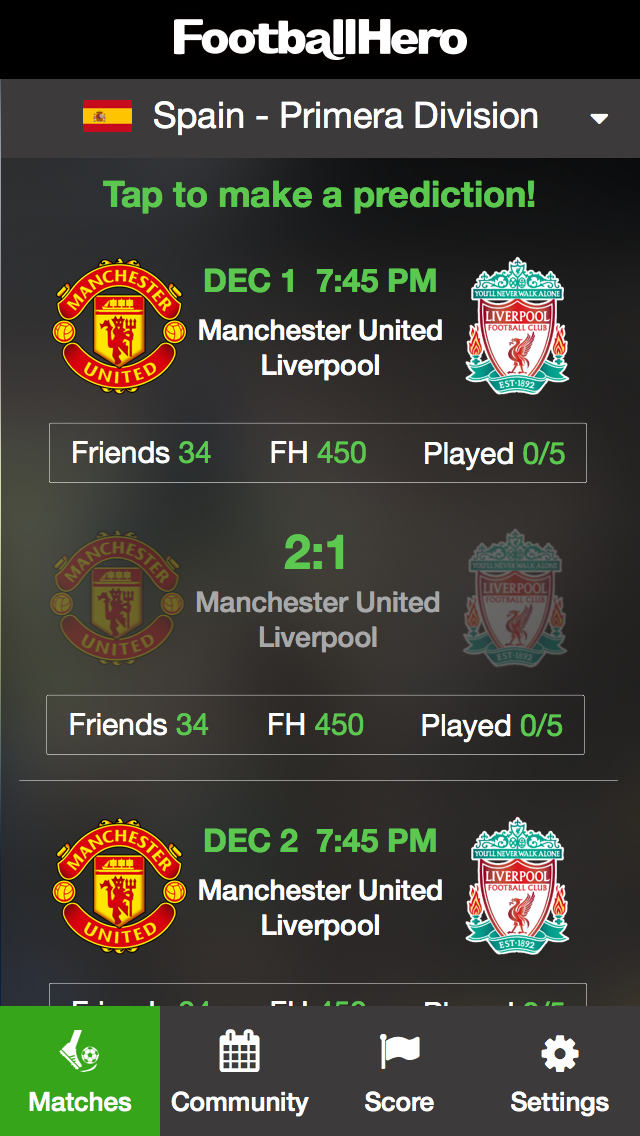 FootballHero
Spain - Primera Division
Tap to make a prediction!
MANCHESTER
UNITED
DEC 1 7:45 PM
Manchester United
Liverpool
YOU'LL NEVER WALK ALONE
LIVERPOOL
FOOTBALL CLUB
EST·1892
Friends 34 FH 450 Played 0/5
MANCHESTER
UNITED
2:1
Manchester United
Liverpool
YOU'LL NEVER WALK ALONE
LIVERPOOL
FOOTBALL CLUB
EST·1892
Friends 34 FH 450 Played 0/5
MANCHESTER
UNITED
DEC 2 7:45 PM
Manchester United
Liverpool
YOU'LL NEVER WALK ALONE
LIVERPOOL
FOOTBALL CLUB
EST·1892
Matches Community Score Settings